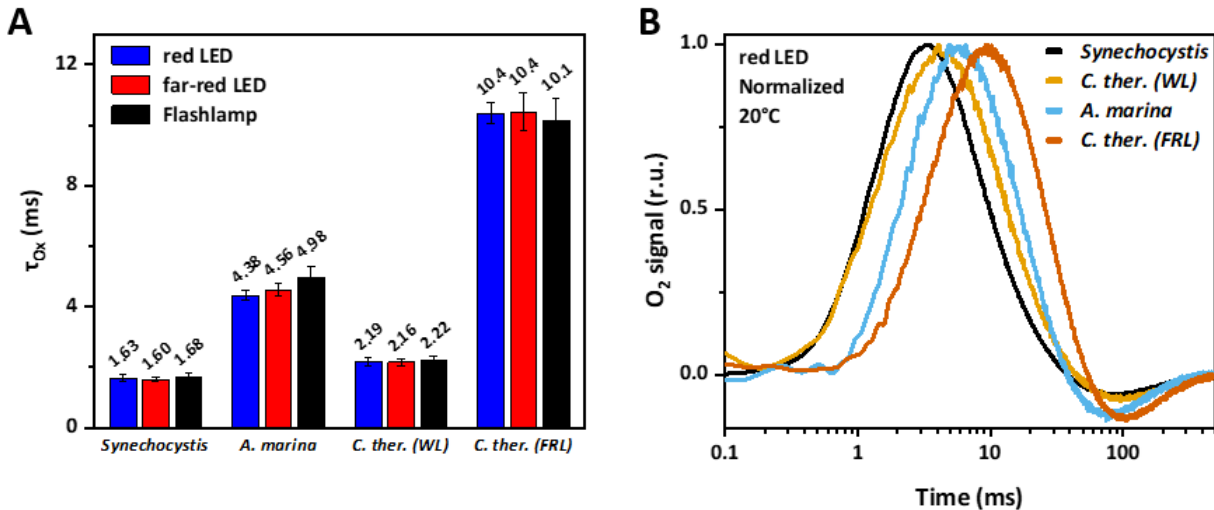 A
red LED
far-red LED
Flashlamp
12
8
4
0
τOx (ms)
1.63
1.60
1.68
4.38
4.56
4.98
2.19
2.16
2.22
10.4
10.4
10.1
Synechocystis
A. marina
C. ther. (WL)
C. ther. (FRL)
B
red LED
Normalized
20°C
Synechocystis
C. ther. (WL)
A. marina
C. ther. (FRL)
1.0
0.5
0.0
O2 signal (r.u.)
0.1
1
10
100
Time (ms)